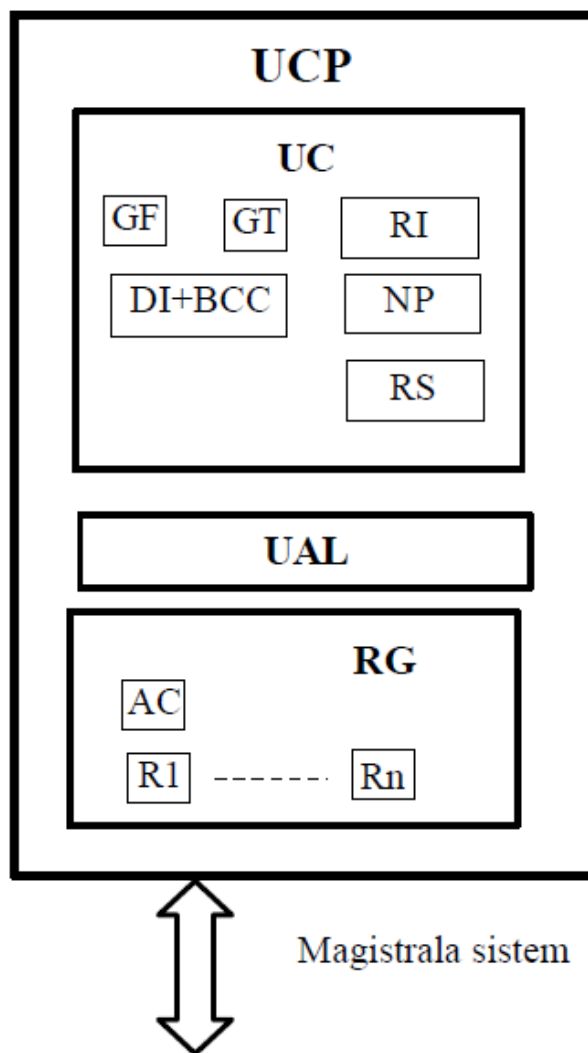 UCP
UC
GF GT RI
DI+BCC NP
RS
UAL
RG
AC
R1 Rn
Magistrala sistem